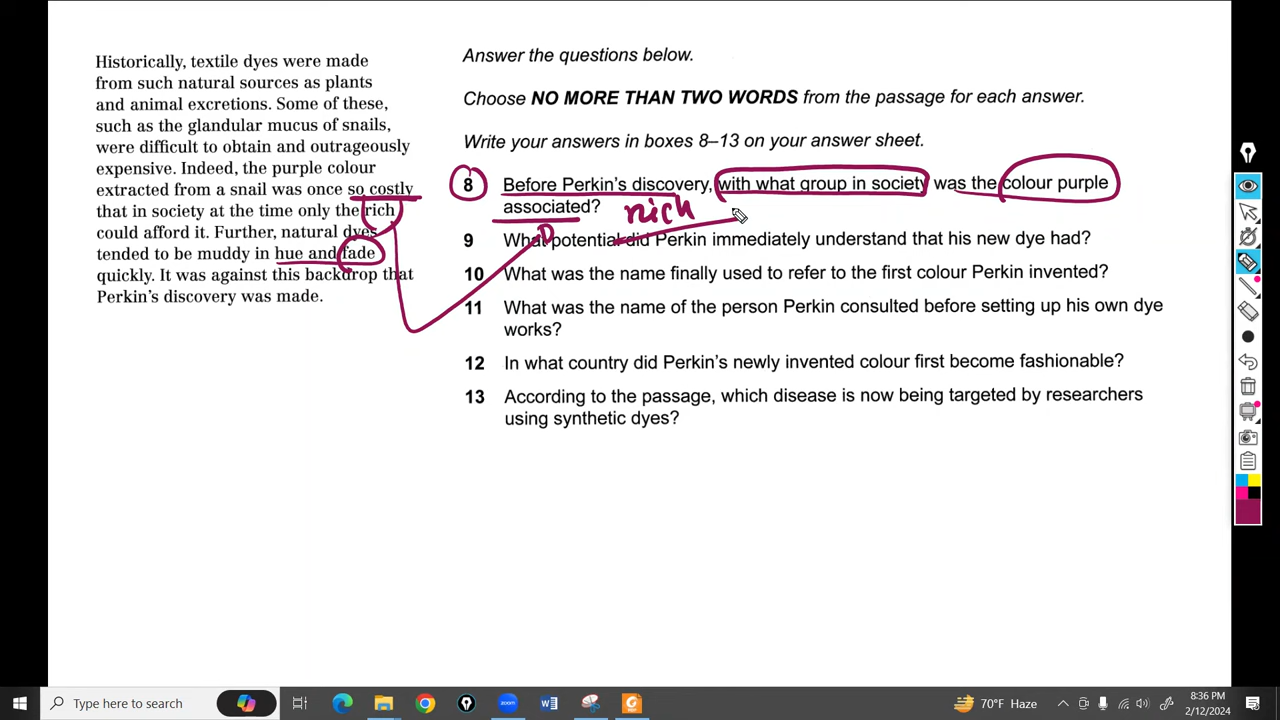 Historically, textile dyes were made
from such natural sources as plants
and animal excretions. Some of these,
such as the glandular mucus of snails,
were difficult to obtain and outrageously
expensive. Indeed, the purple colour
extracted from a snail was once so costly
that in society at the time only the rich
could afford it. Further, natural dyes
tended to be muddy in hue and fade
quickly. It was against this backdrop that
Perkin's discovery was made.
Answer the questions below.
Choose NO MORE THAN TWO WORDS from the passage for each answer.
Write your answers in boxes 8–13 on your answer sheet.
8 Before Perkin's discovery, with what group in society was the colour purple
associated?
rich
9 What potential did Perkin immediately understand that his new dye had?
10 What was the name finally used to refer to the first colour Perkin invented?
11 What was the name of the person Perkin consulted before setting up his own dye
works?
12 In what country did Perkin's newly invented colour first become fashionable?
13 According to the passage, which disease is now being targeted by researchers
using synthetic dyes?
Type here to search
zoom
70°F Haze
8:36 PM
2/12/2024